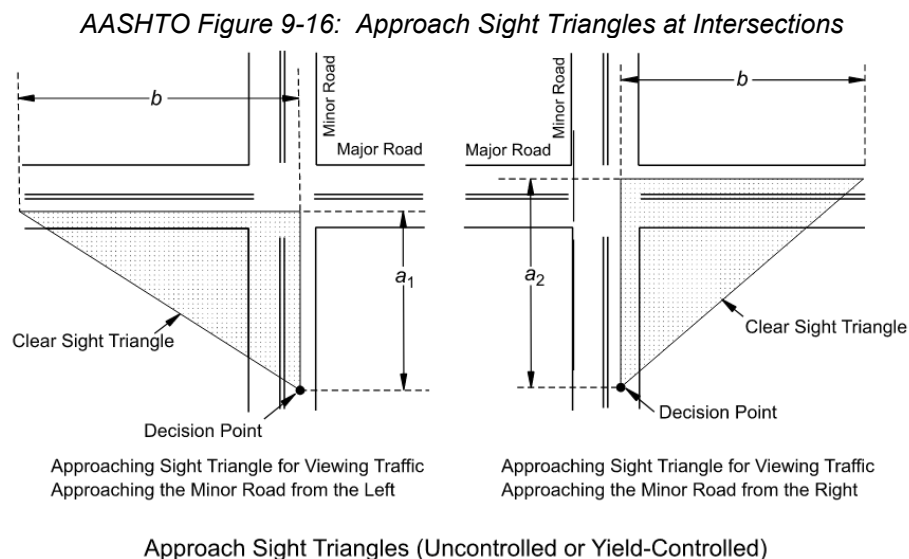 AASHTO Figure 9-16: Approach Sight Triangles at Intersections
b
Minor Road
Major Road
a1
Clear Sight Triangle
Decision Point
Approaching Sight Triangle for Viewing Traffic
Approaching the Minor Road from the Left
b
Minor Road
Major Road
a2
Clear Sight Triangle
Decision Point
Approaching Sight Triangle for Viewing Traffic
Approaching the Minor Road from the Right
Approach Sight Triangles (Uncontrolled or Yield-Controlled)